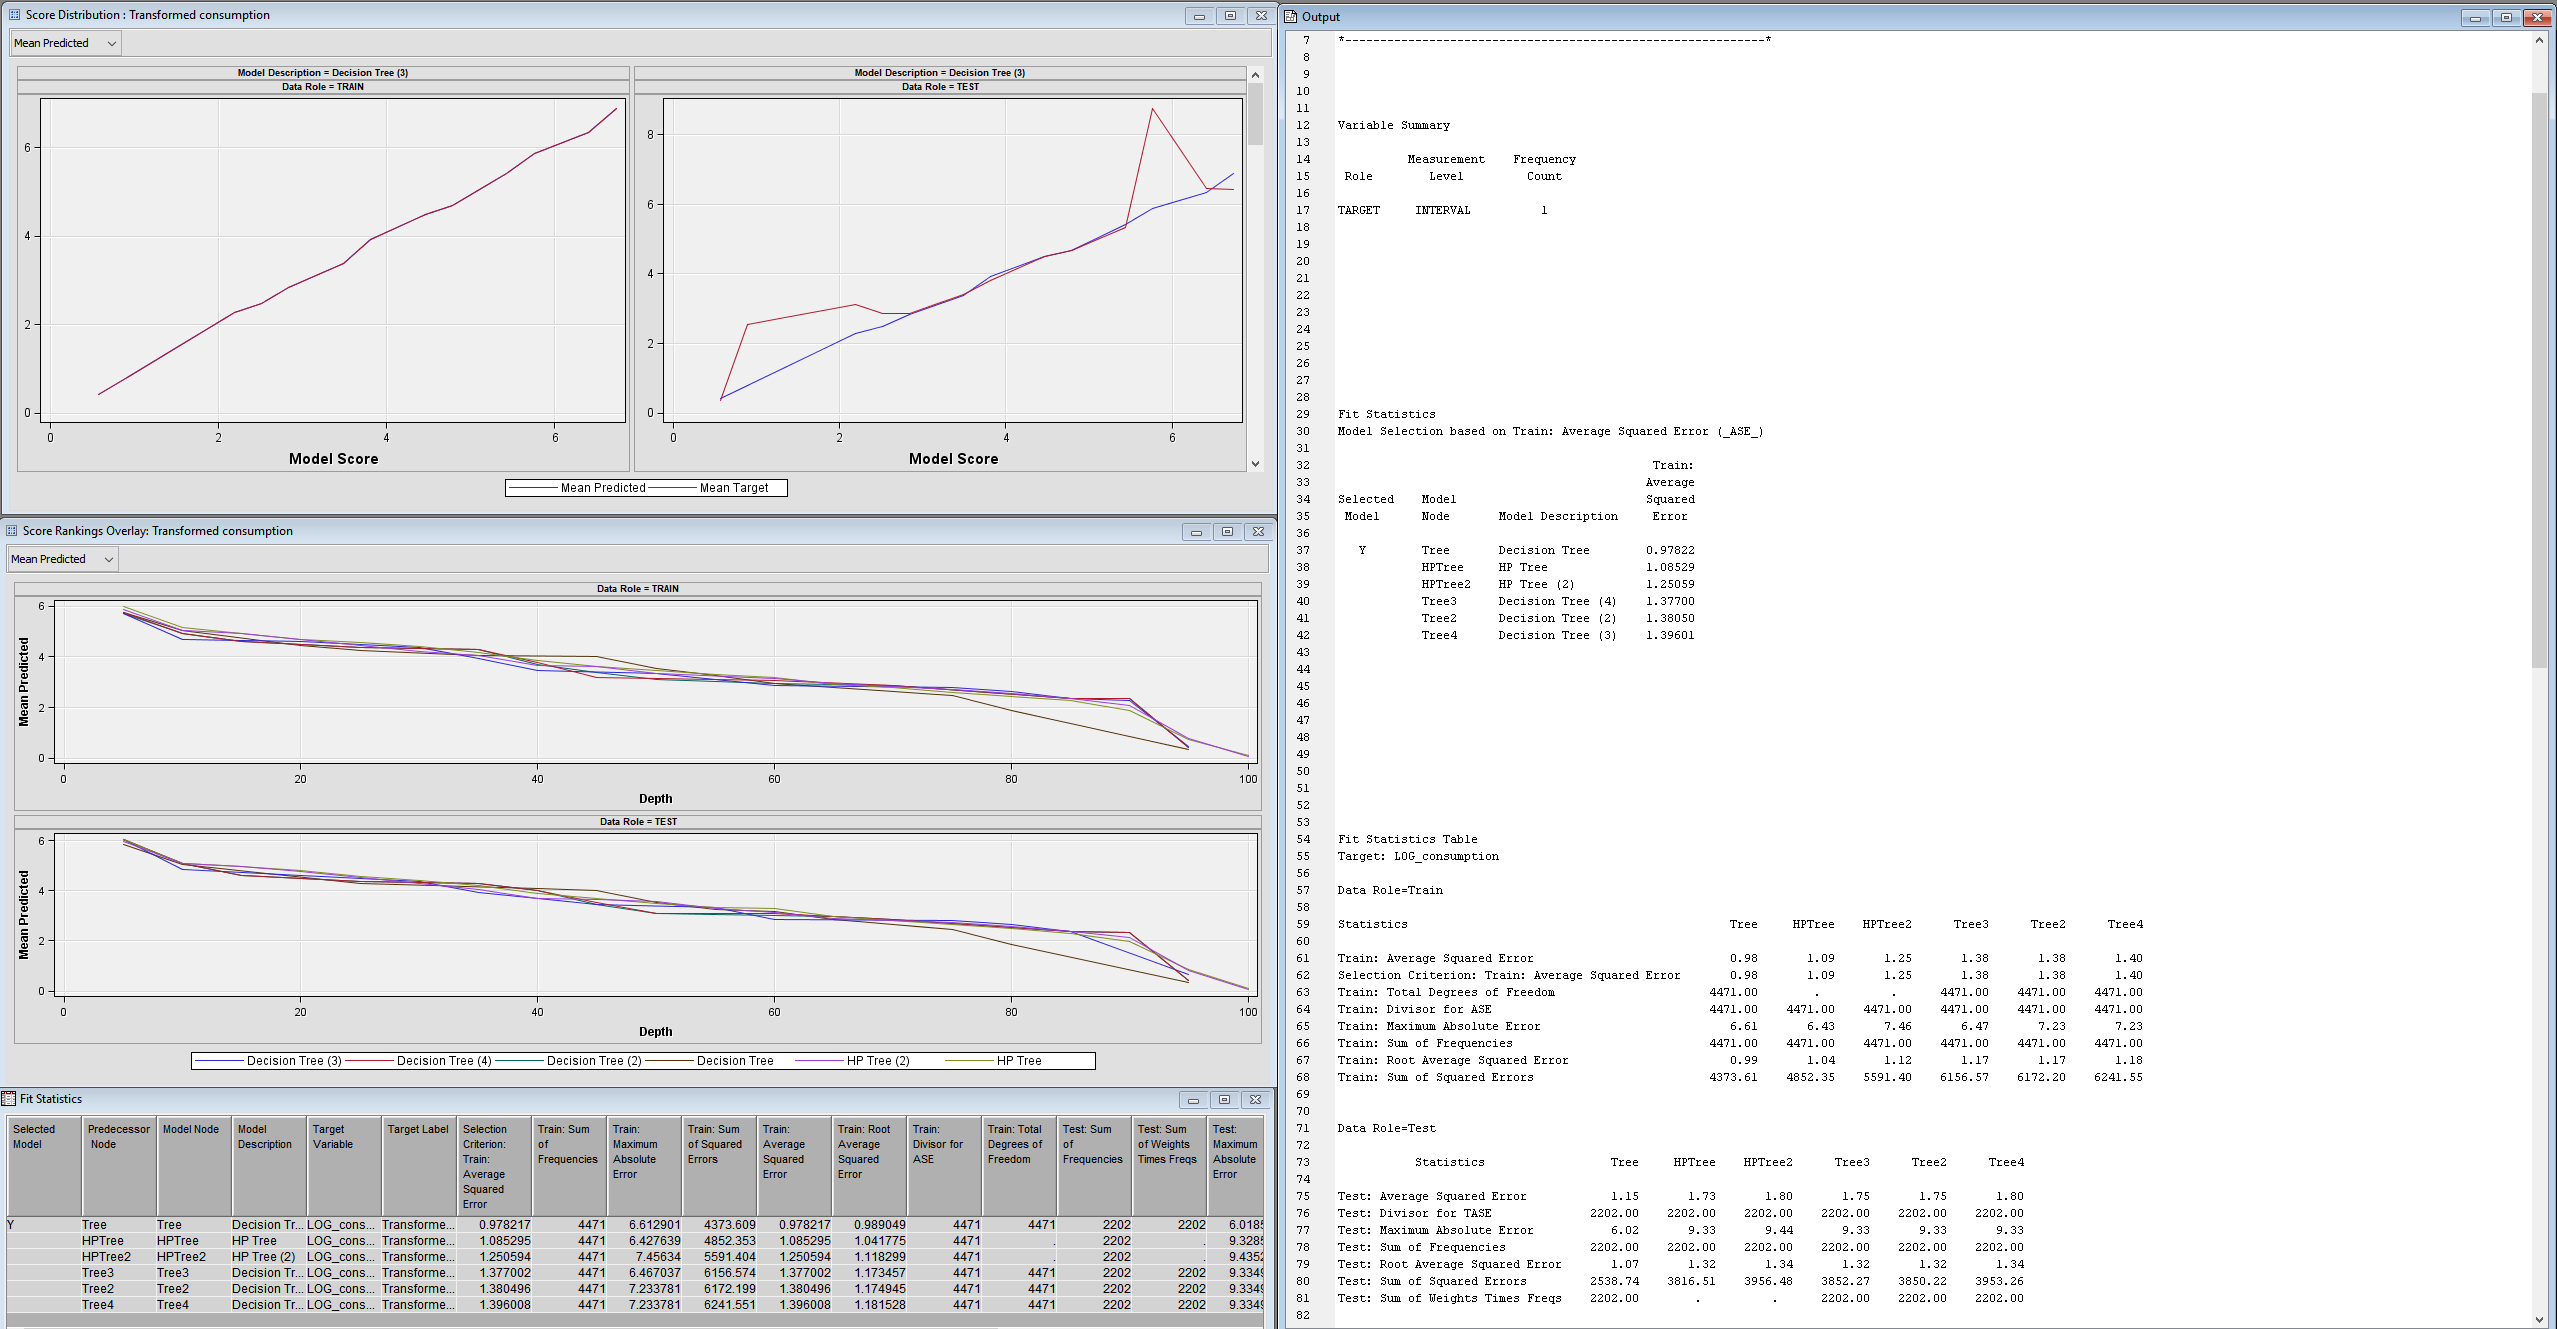 Score Distribution : Transformed consumption
Mean Predicted
Model Description = Decision Tree (3)
Data Role = TRAIN
6
4
2
0
0 2 4 6
Model Score
Model Description = Decision Tree (3)
Data Role = TEST
8
6
4
2
0
0 2 4 6
Model Score
Mean Predicted Mean Target
Score Rankings Overlay: Transformed consumption
Mean Predicted
Data Role = TRAIN
Mean Predicted
6
4
2
0
0 20 40 60 80 100
Depth
Data Role = TEST
Mean Predicted
6
4
2
0
0 20 40 60 80 100
Depth
Decision Tree (3) Decision Tree (4) Decision Tree (2) Decision Tree HP Tree (2) HP Tree
Fit Statistics
Selected Model Predecessor Node Model Node Model Description Target Variable Target Label Selection Criterion: Train: Average Squared Error Train: Sum of Frequencies Train: Maximum Absolute Error Train: Sum of Squared Errors Train: Average Squared Error Train: Root Average Squared Error Train: Divisor for ASE Train: Total Degrees of Freedom Test: Sum of Frequencies Test: Sum of Weights Times Freqs Test: Maximum Absolute Error
Y Tree Tree Decision Tr... LOG_cons... Transforme... 0.978217 4471 6.612901 4373.609 0.978217 0.989049 4471 4471 2202 2202 6.0185
HPTree HPTree HP Tree LOG_cons... Transforme... 1.085295 4471 6.427639 4852.353 1.085295 1.041775 4471 . 2202 . 9.3285
HPTree2 HPTree2 HP Tree (2) LOG_cons... Transforme... 1.250594 4471 7.45634 5591.404 1.250594 1.118299 4471 . 2202 . 9.4352
Tree3 Tree3 Decision Tr... LOG_cons... Transforme... 1.377002 4471 6.467037 6156.574 1.377002 1.173457 4471 4471 2202 2202 9.3349
Tree2 Tree2 Decision Tr... LOG_cons... Transforme... 1.380496 4471 7.233781 6172.199 1.380496 1.174945 4471 4471 2202 2202 9.3349
Tree4 Tree4 Decision Tr... LOG_cons... Transforme... 1.396008 4471 7.233781 6241.551 1.396008 1.181528 4471 4471 2202 2202 9.3349
Output
7 *------------------------------------------------------------*
8
9
10
11
12 Variable Summary
13
14 Measurement Frequency
15 Role Level Count
16
17 TARGET INTERVAL 1
18
19
20
21
22
23
24
25
26
27
28
29 Fit Statistics
30 Model Selection based on Train: Average Squared Error (_ASE_)
31
32 Train:
33 Average
34 Selected Model Squared
35 Model Node Model Description Error
36
37 Y Tree Decision Tree 0.97822
38 HPTree HP Tree 1.08529
39 HPTree2 HP Tree (2) 1.25059
40 Tree3 Decision Tree (4) 1.37700
41 Tree2 Decision Tree (2) 1.38050
42 Tree4 Decision Tree (3) 1.39601
43
44
45
46
47
48
49
50
51
52
53
54 Fit Statistics Table
55 Target: LOG_consumption
56
57 Data Role=Train
58
59 Statistics Tree HPTree HPTree2 Tree3 Tree2 Tree4
60
61 Train: Average Squared Error 0.98 1.09 1.25 1.38 1.38 1.40
62 Selection Criterion: Train: Average Squared Error 0.98 1.09 1.25 1.38 1.38 1.40
63 Train: Total Degrees of Freedom 4471.00 . . 4471.00 4471.00 4471.00
64 Train: Divisor for ASE 4471.00 4471.00 4471.00 4471.00 4471.00 4471.00
65 Train: Maximum Absolute Error 6.61 6.43 7.46 6.47 7.23 7.23
66 Train: Sum of Frequencies 4471.00 4471.00 4471.00 4471.00 4471.00 4471.00
67 Train: Root Average Squared Error 0.99 1.04 1.12 1.17 1.17 1.18
68 Train: Sum of Squared Errors 4373.61 4852.35 5591.40 6156.57 6172.20 6241.55
69
70
71 Data Role=Test
72
73 Statistics Tree HPTree HPTree2 Tree3 Tree2 Tree4
74
75 Test: Average Squared Error 1.15 1.73 1.80 1.75 1.75 1.80
76 Test: Divisor for TASE 2202.00 2202.00 2202.00 2202.00 2202.00 2202.00
77 Test: Maximum Absolute Error 6.02 9.33 9.44 9.33 9.33 9.33
78 Test: Sum of Frequencies 2202.00 2202.00 2202.00 2202.00 2202.00 2202.00
79 Test: Root Average Squared Error 1.07 1.32 1.34 1.32 1.32 1.34
80 Test: Sum of Squared Errors 2538.74 3816.51 3956.48 3852.27 3850.22 3953.26
81 Test: Sum of Weights Times Freqs 2202.00 . . 2202.00 2202.00 2202.00
82